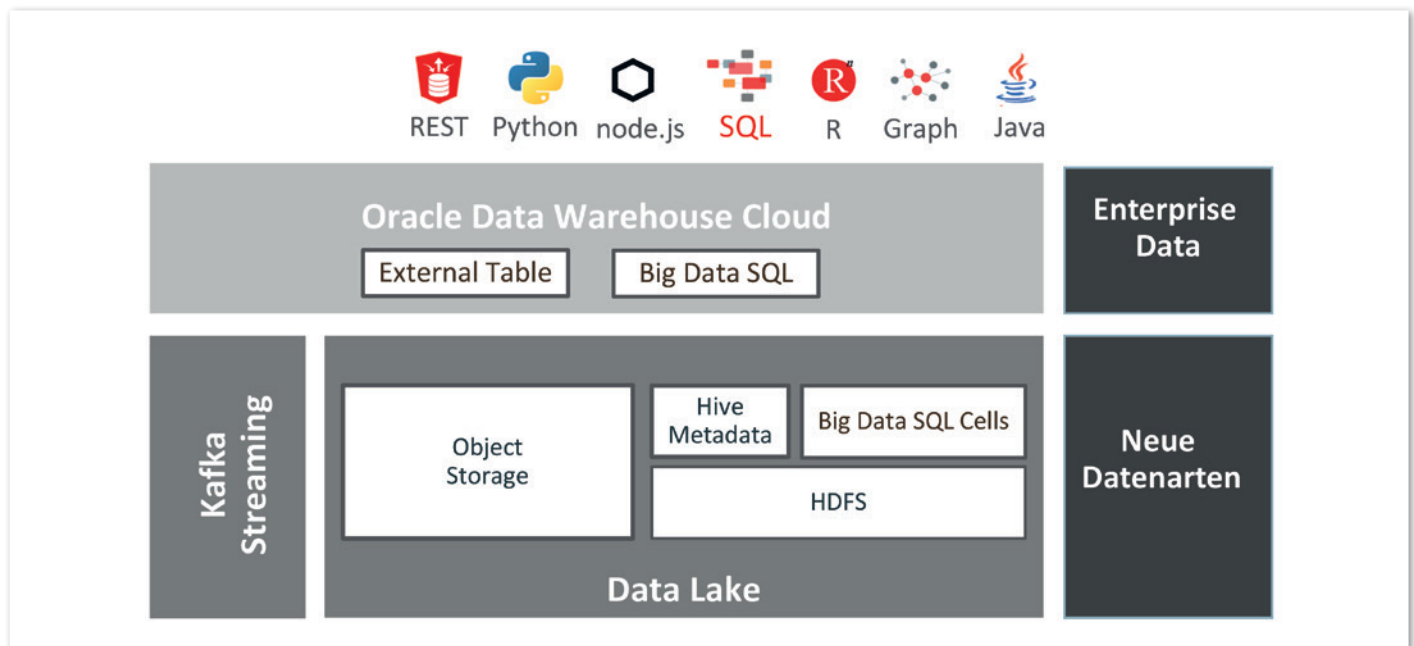 REST Python node.js SQL R Graph Java
Oracle Data Warehouse Cloud
External Table Big Data SQL
Enterprise
Data
Kafka
Streaming
Object
Storage
Hive
Metadata
Big Data SQL Cells
HDFS
Data Lake
Neue
Datenarten